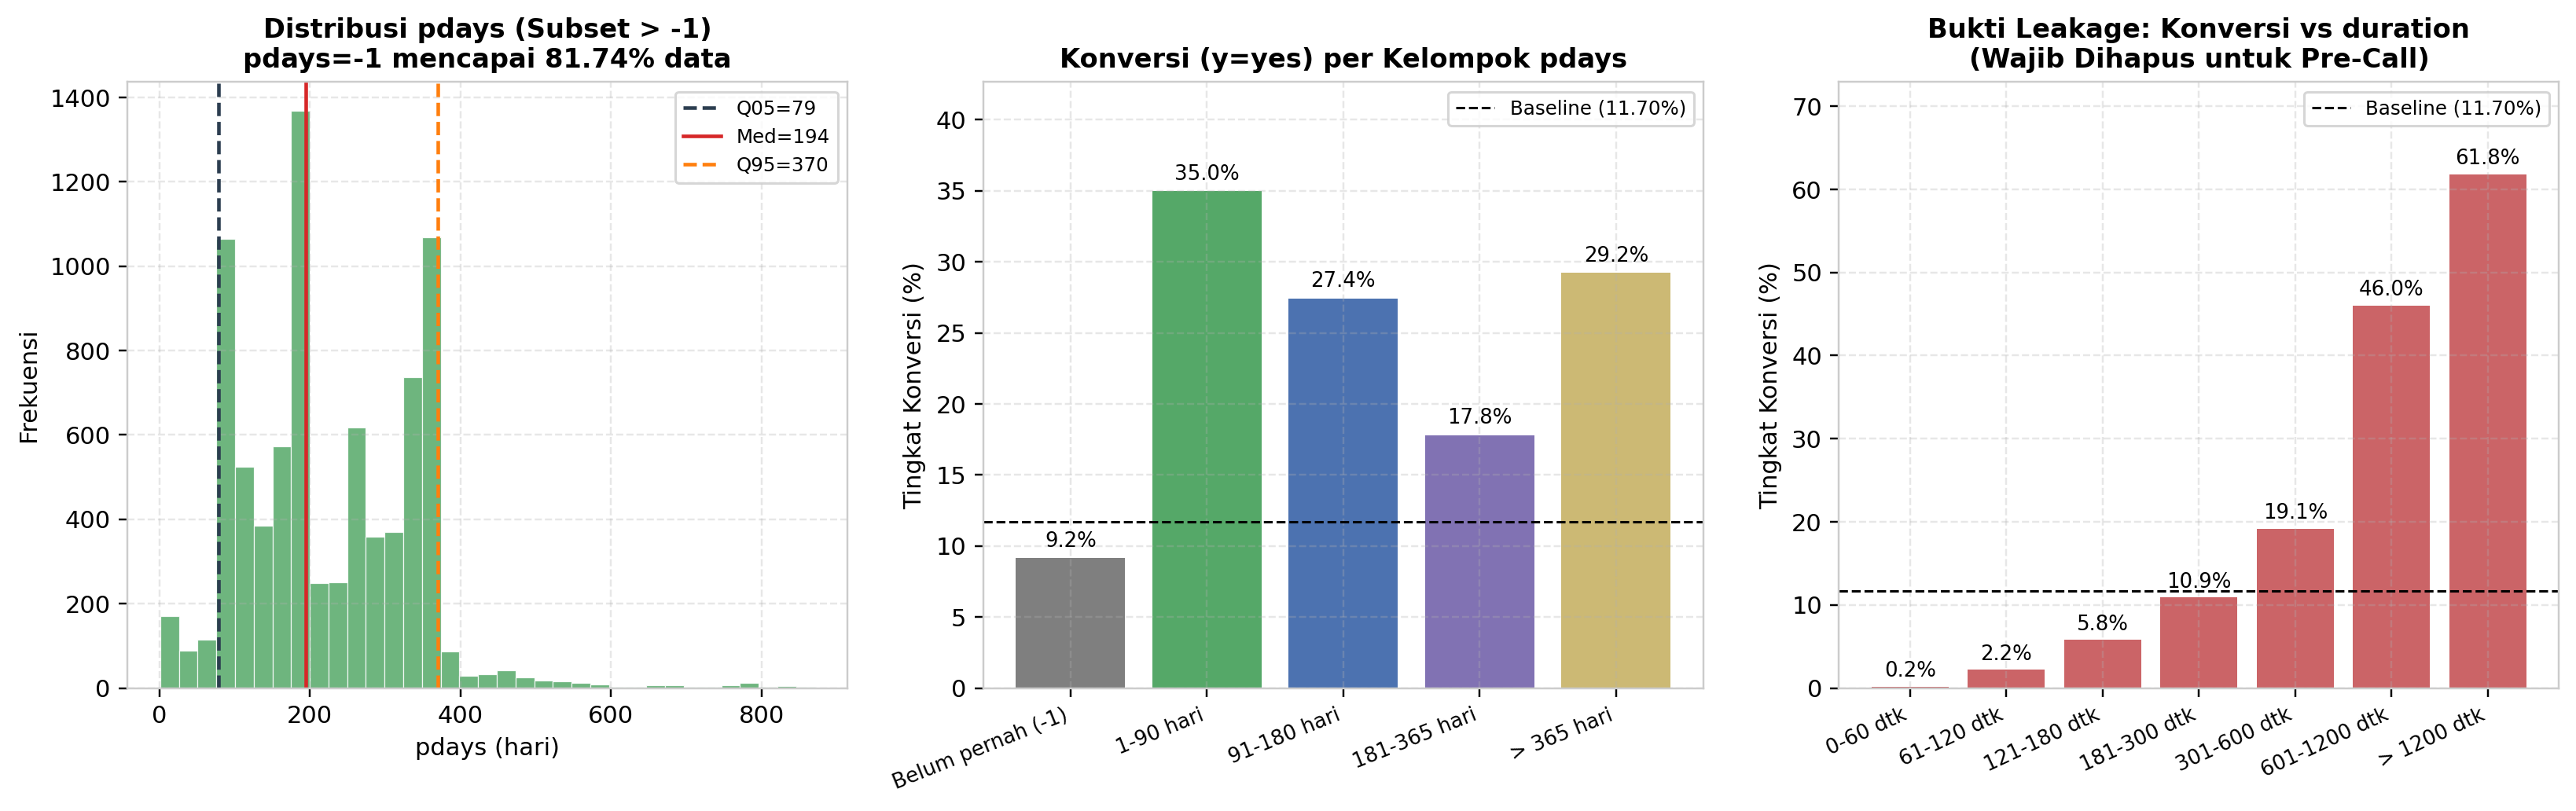 Distribusi pdays (Subset > -1)
pdays=-1 mencapai 81.74% data
Q05=79
Med=194
Q95=370
Frekuensi
1400
1200
1000
800
600
400
200
0
0 200 400 600 800
pdays (hari)
Konversi (y=yes) per Kelompok pdays
Baseline (11.70%)
Tingkat Konversi (%)
40
35
30
25
20
15
10
5
0
9.2%
35.0%
27.4%
17.8%
29.2%
Belum pernah (-1)
1-90 hari
91-180 hari
181-365 hari
> 365 hari
Bukti Leakage: Konversi vs duration
(Wajib Dihapus untuk Pre-Call)
Baseline (11.70%)
Tingkat Konversi (%)
70
60
50
40
30
20
10
0
0.2%
2.2%
5.8%
10.9%
19.1%
46.0%
61.8%
0-60 dtk
61-120 dtk
121-180 dtk
181-300 dtk
301-600 dtk
601-1200 dtk
> 1200 dtk